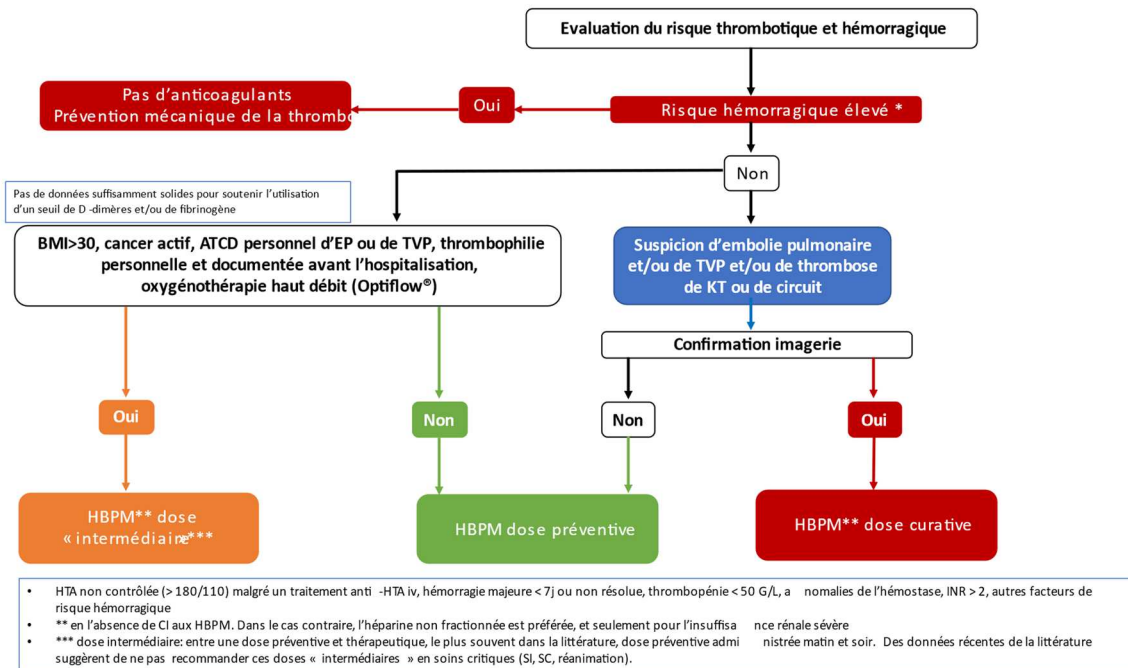 Evaluation du risque thrombotique et hémorragique
Pas d’anticoagulants
Prévention mécanique de la thrombo
Oui
Risque hémorragique élevé *
Non
Pas de données suffisamment solides pour soutenir l’utilisation
d’un seuil de D -dimères et/ou de fibrinogène
BMI>30, cancer actif, ATCD personnel d’EP ou de TVP, thrombophilie
personnelle et documentée avant l’hospitalisation,
oxygénothérapie haut débit (Optiflow®)
Suspicion d’embolie pulmonaire
et/ou de TVP et/ou de thrombose
de KT ou de circuit
Confirmation imagerie
Oui
Non
Non
Oui
HBPM** dose
« intermédiaire»***
HBPM dose préventive
HBPM** dose curative
• HTA non contrôlée (> 180/110) malgré un traitement anti -HTA iv, hémorragie majeure < 7j ou non résolue, thrombopénie < 50 G/L, a nomalies de l’hémostase, INR > 2, autres facteurs de
risque hémorragique
• ** en l’absence de CI aux HBPM. Dans le cas contraire, l’héparine non fractionnée est préférée, et seulement pour l’insuffisa nce rénale sévère
• *** dose intermédiaire: entre une dose préventive et thérapeutique, le plus souvent dans la littérature, dose préventive admi nistrée matin et soir. Des données récentes de la littérature
suggèrent de ne pas recommander ces doses « intermédiaires » en soins critiques (SI, SC, réanimation).